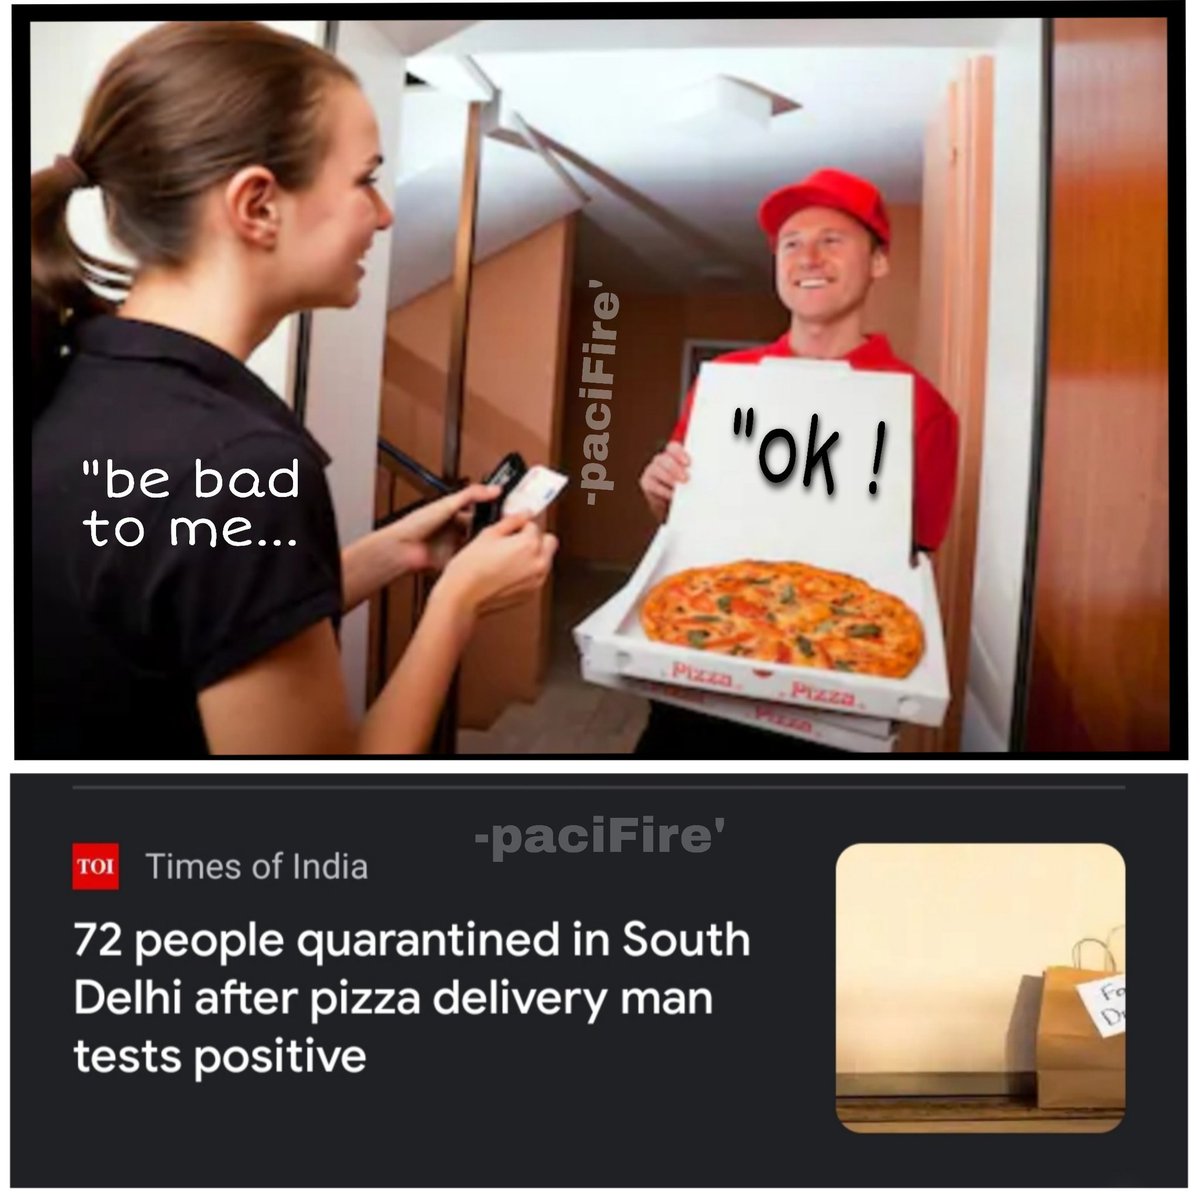 "be bad
to me...
-paciFire'
"ok !
Pizza
Pizza
Pizza
-paciFire'
TOI
Times of India
72 people quarantined in South
Delhi after pizza delivery man
tests positive